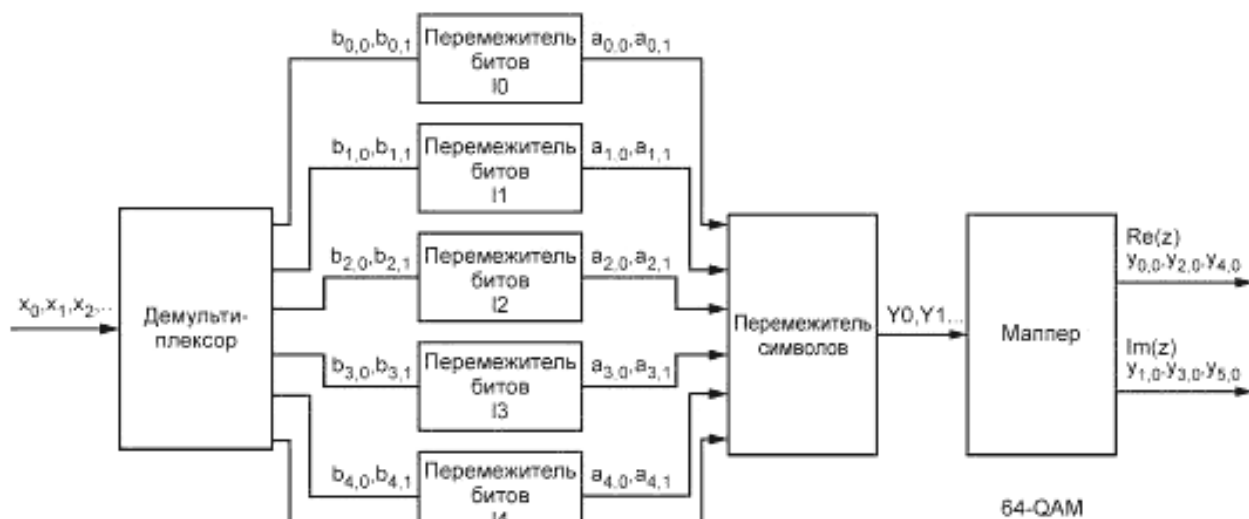 b0,0,b0,1
Перемежитель
битов
I0
a0,0,a0,1
b1,0,b1,1
Перемежитель
битов
I1
a1,0,a1,1
b2,0,b2,1
Перемежитель
битов
I2
a2,0,a2,1
x0,x1,x2,..
Демульти-
плексор
b3,0,b3,1
Перемежитель
битов
I3
a3,0,a3,1
b4,0,b4,1
Перемежитель
битов
I4
a4,0,a4,1
Перемежитель
символов
Y0,Y1...
Маппер
Re(z)
y0,0,y2,0,y4,0
Im(z)
y1,0,y3,0,y5,0
64-QAM